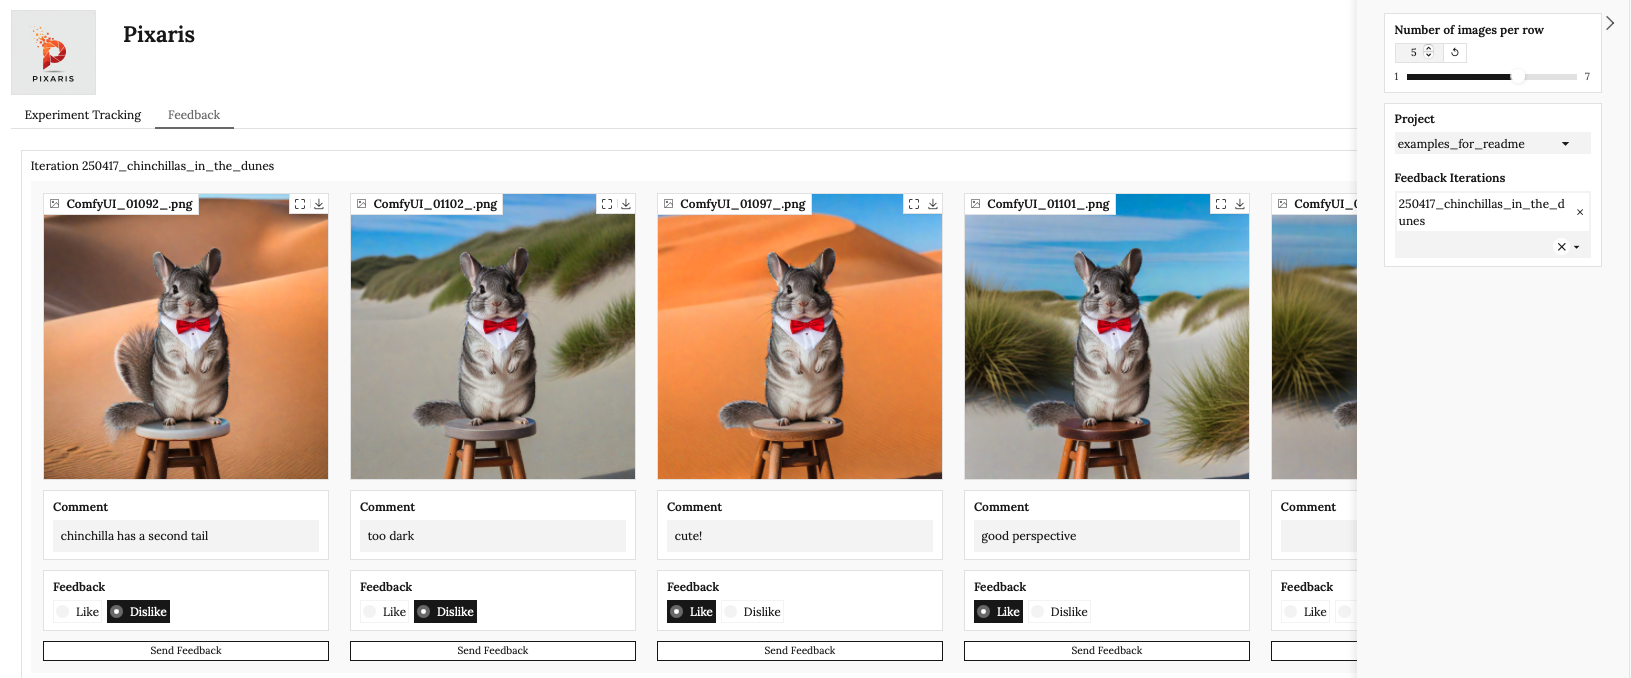 PIXARIS
Pixaris
Experiment Tracking
Feedback
Iteration 250417_chinchillas_in_the_dunes
ComfyUI_01092_.png
ComfyUI_01102_.png
ComfyUI_01097_.png
ComfyUI_01101_.png
ComfyUI_0
Comment
chinchilla has a second tail
Comment
too dark
Comment
cute!
Comment
good perspective
Comment
Feedback
Like Dislike
Feedback
Like Dislike
Feedback
Like Dislike
Feedback
Like Dislike
Feedback
Like
Send Feedback
Send Feedback
Send Feedback
Send Feedback
Number of images per row
5
1 7
Project
examples_for_readme
Feedback Iterations
250417_chinchillas_in_the_d
unes